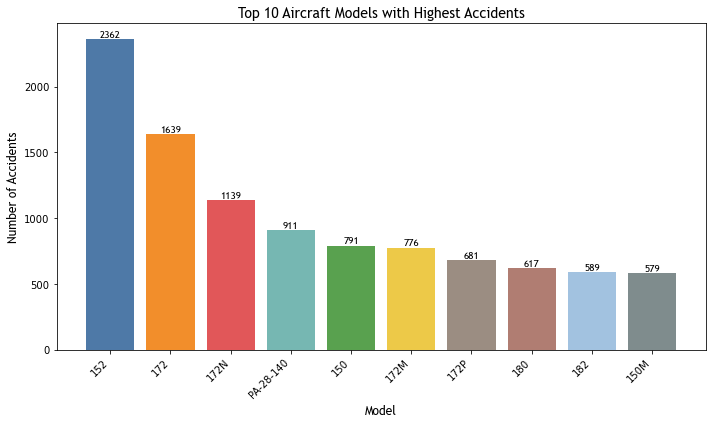 Top 10 Aircraft Models with Highest Accidents
Number of Accidents
2000
1500
1000
500
0
2362
1639
1139
911
791
776
681
617
589
579
152
172
172N
PA-28-140
150
172M
172P
180
182
150M
Model